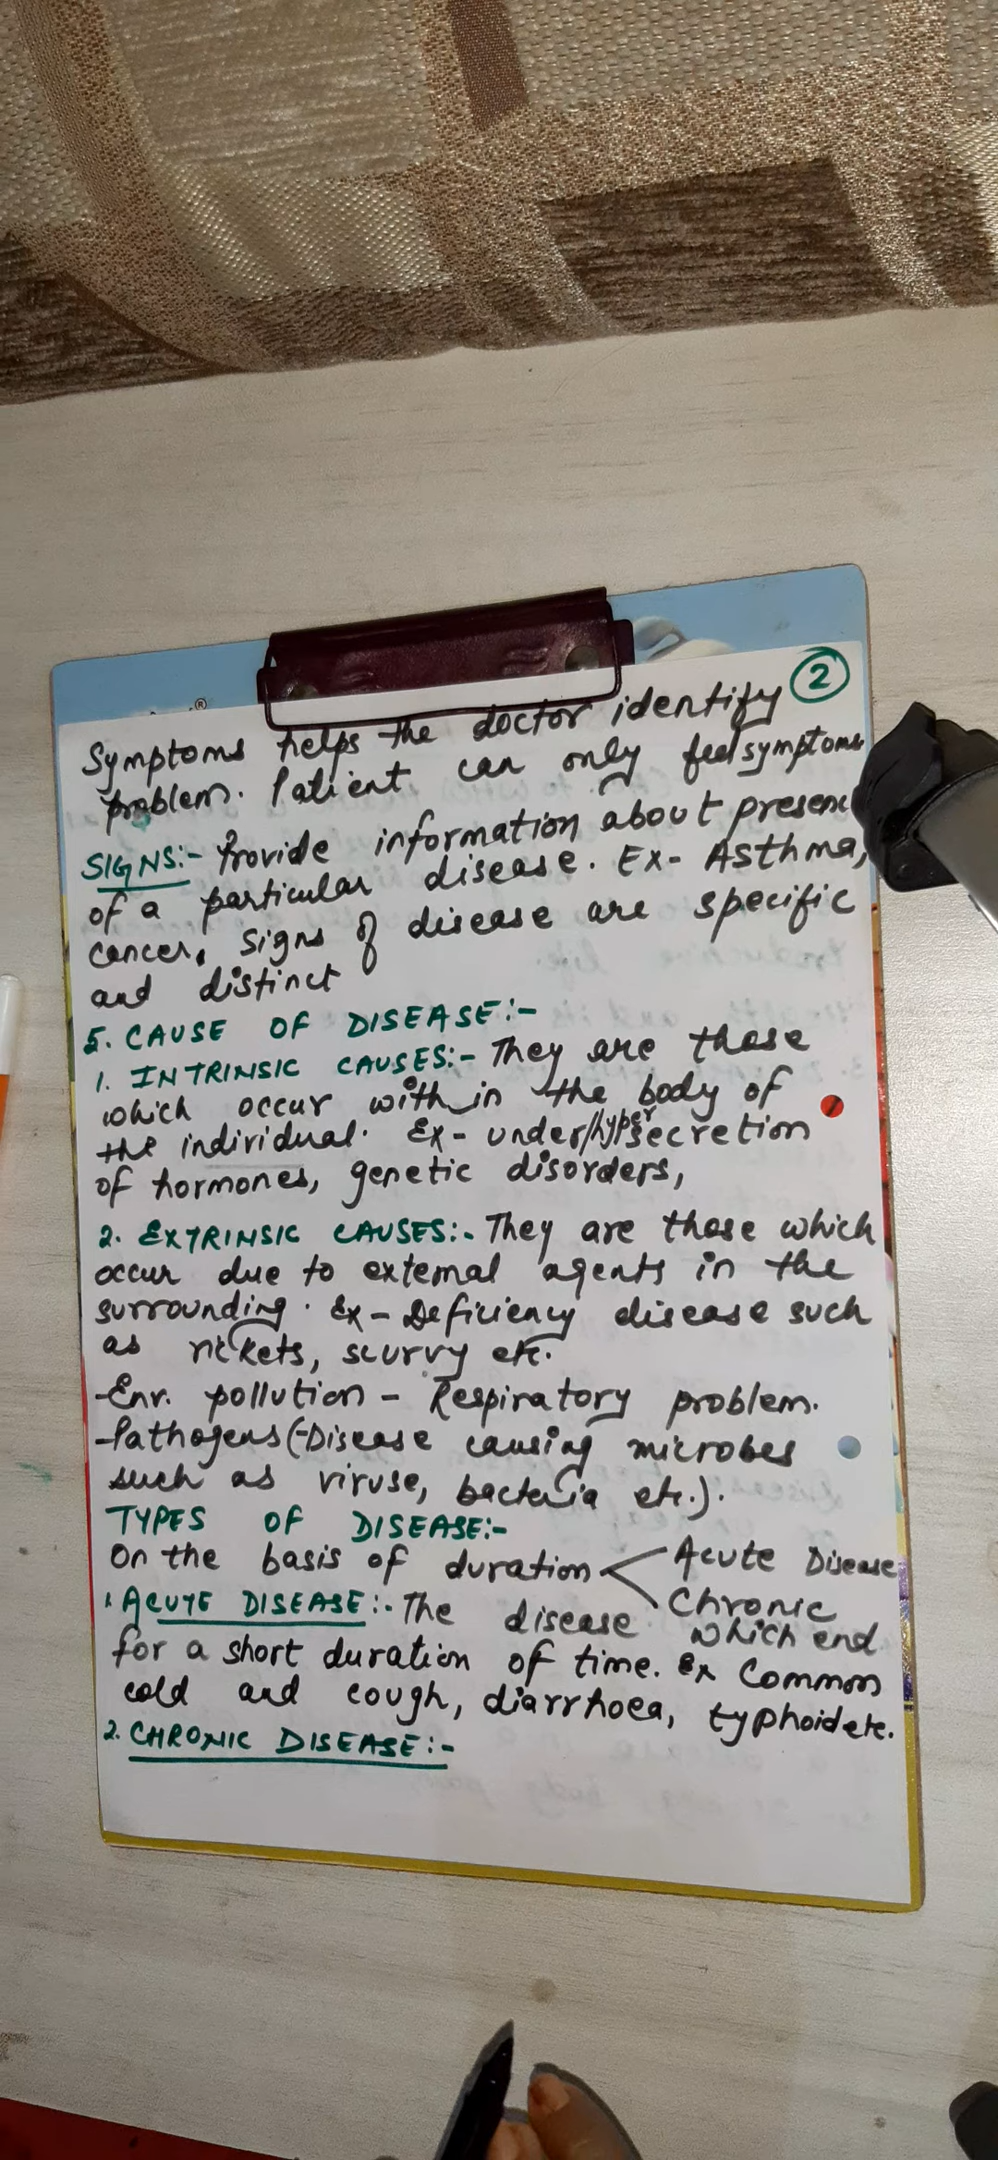 2
Symptoms helps the doctor identify
problem. Patient can only feel symptoms
SIGNS:- Provide information about presenc
of a particular disease. Ex- Asthma,
cancer, signs of disease are specific
and distinct
5. CAUSE OF DISEASE:-
1. INTRINSIC CAUSES:- They are those
which occur within the body of
the individual. Ex- under/hyper secretion
of hormones, genetic disorders,
2. EXTRINSIC CAUSES:- They are those which
occur due to external agents in the
surrounding. Ex- Deficiency disease such
as rickets, scurvy etc.
-Env. pollution - Respiratory problem.
-Pathogens (-Disease causing microbes
such as viruse, bacteria etc.).
TYPES OF DISEASE:-
On the basis of duration < Acute Disease
Chronic
1. ACUTE DISEASE:- The disease which end
for a short duration of time. Ex Common
cold and cough, diarrhoea, typhoid etc.
2. CHRONIC DISEASE:-